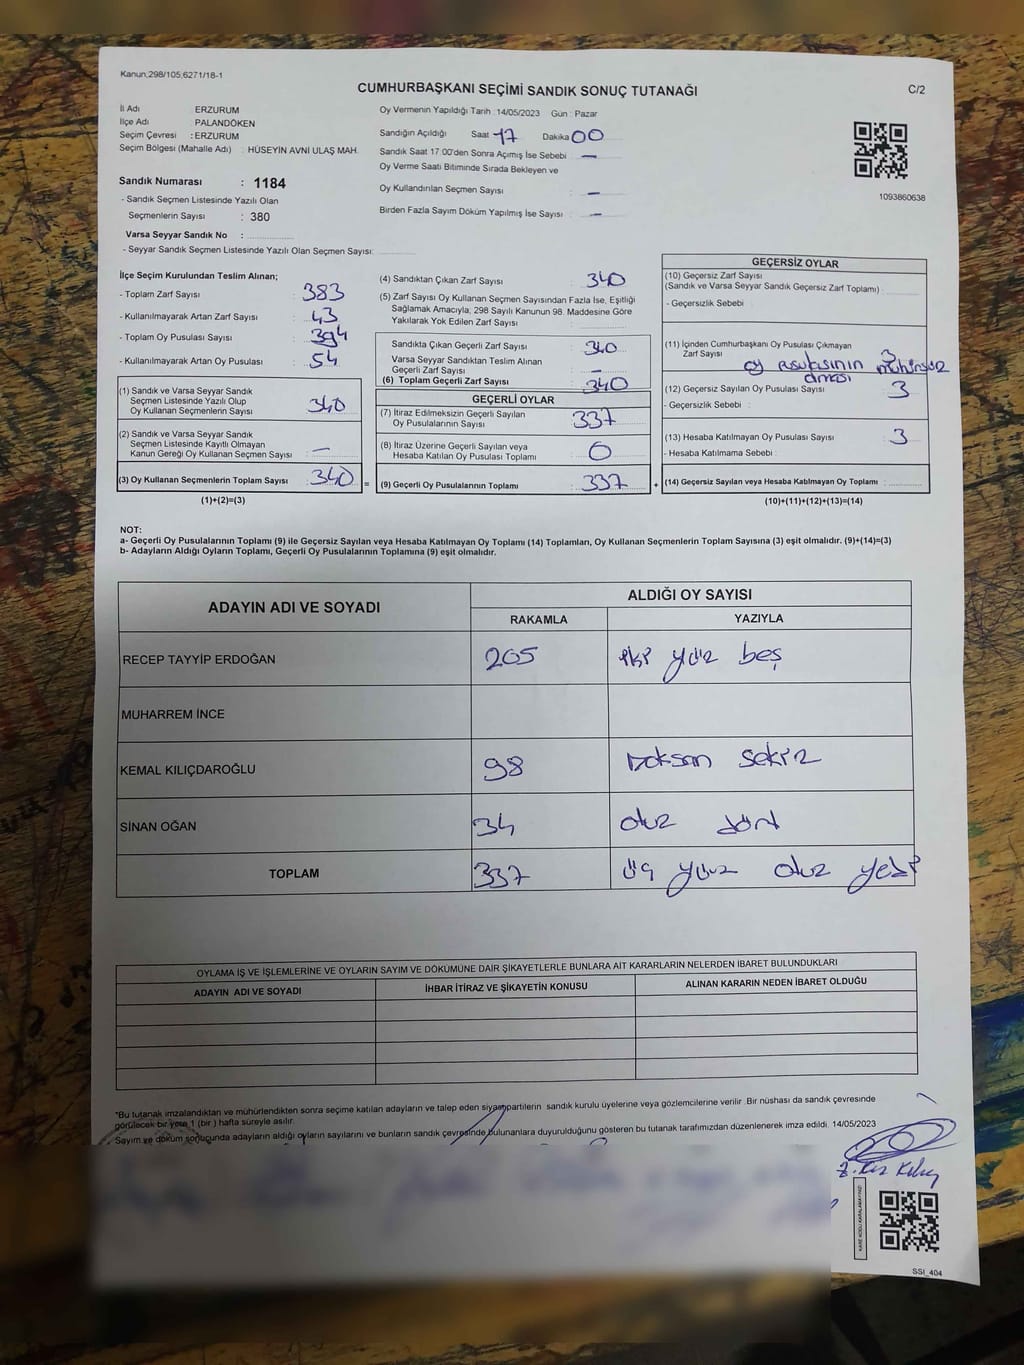 Kanun,298/105,6271/18-1
CUMHURBAŞKANI SEÇİMİ SANDIK SONUÇ TUTANAĞI
C/2
İl Adı : ERZURUM
İlçe Adı : PALANDÖKEN
Seçim Çevresi : ERZURUM
Seçim Bölgesi (Mahalle Adı) : HÜSEYİN AVNİ ULAŞ MAH.
Oy Vermenin Yapıldığı Tarih : 14/05/2023 Gün : Pazar
Sandığın Açıldığı Saat 17 Dakika 00
Sandık Saat 17:00'den Sonra Açımış İse Sebebi : —
Oy Verme Saati Bitiminde Sırada Bekleyen ve
Oy Kullandırılan Seçmen Sayısı : —
Birden Fazla Sayım Döküm Yapılmış İse Sayısı : —
1093860638
Sandık Numarası : 1184
- Sandık Seçmen Listesinde Yazılı Olan
Seçmenlerin Sayısı : 380
Varsa Seyyar Sandık No :
- Seyyar Sandık Seçmen Listesinde Yazılı Olan Seçmen Sayısı:
İlçe Seçim Kurulundan Teslim Alınan;
- Toplam Zarf Sayısı : 383
- Kullanılmayarak Artan Zarf Sayısı : 43
- Toplam Oy Pusulası Sayısı : 394
- Kullanılmayarak Artan Oy Pusulası : 54
(1) Sandık ve Varsa Seyyar Sandık
Seçmen Listesinde Yazılı Olup
Oy Kullanan Seçmenlerin Sayısı : 340
(2) Sandık ve Varsa Seyyar Sandık
Seçmen Listesinde Kayıtlı Olmayan
Kanun Gereği Oy Kullanan Seçmen Sayısı : —
(3) Oy Kullanan Seçmenlerin Toplam Sayısı : 340 =
(1)+(2)=(3)
(4) Sandıktan Çıkan Zarf Sayısı : 340
(5) Zarf Sayısı Oy Kullanan Seçmen Sayısından Fazla İse, Eşitliği
Sağlamak Amacıyla, 298 Sayılı Kanunun 98. Maddesine Göre
Yakılarak Yok Edilen Zarf Sayısı :
Sandıkta Çıkan Geçerli Zarf Sayısı : 340
Varsa Seyyar Sandıktan Teslim Alınan
Geçerli Zarf Sayısı : —
(6) Toplam Geçerli Zarf Sayısı : 340
GEÇERLİ OYLAR
(7) İtiraz Edilmeksizin Geçerli Sayılan
Oy Pusulalarının Sayısı : 337
(8) İtiraz Üzerine Geçerli Sayılan veya
Hesaba Katılan Oy Pusulası Toplamı : 0
(9) Geçerli Oy Pusulalarının Toplamı : 337 +
GEÇERSİZ OYLAR
(10) Geçersiz Zarf Sayısı
(Sandık ve Varsa Seyyar Sandık Geçersiz Zarf Toplamı) :
- Geçersizlik Sebebi :
(11) İçinden Cumhurbaşkanı Oy Pusulası Çıkmayan
Zarf Sayısı : 3
oy pusulasının mühürsüz
olması
(12) Geçersiz Sayılan Oy Pusulası Sayısı : 3
- Geçersizlik Sebebi :
(13) Hesaba Katılmayan Oy Pusulası Sayısı : 3
- Hesaba Katılmama Sebebi :
(14) Geçersiz Sayılan veya Hesaba Katılmayan Oy Toplamı :
(10)+(11)+(12)+(13)=(14)
NOT:
a- Geçerli Oy Pusulalarının Toplamı (9) ile Geçersiz Sayılan veya Hesaba Katılmayan Oy Toplamı (14) Toplamları, Oy Kullanan Seçmenlerin Toplam Sayısına (3) eşit olmalıdır. (9)+(14)=(3)
b- Adayların Aldığı Oyların Toplamı, Geçerli Oy Pusulalarının Toplamına (9) eşit olmalıdır.
ADAYIN ADI VE SOYADI
ALDIĞI OY SAYISI
RAKAMLA YAZIYLA
RECEP TAYYİP ERDOĞAN 205 iki yüz beş
MUHARREM İNCE
KEMAL KILIÇDAROĞLU 98 Doksan sekiz
SİNAN OĞAN 34 otuz dört
TOPLAM 337 üç yüz otuz yedi
OYLAMA İŞ VE İŞLEMLERİNE VE OYLARIN SAYIM VE DÖKÜMÜNE DAİR ŞİKAYETLERLE BUNLARA AİT KARARLARIN NELERDEN İBARET BULUNDUKLARI
ADAYIN ADI VE SOYADI İHBAR İTİRAZ VE ŞİKAYETİN KONUSU ALINAN KARARIN NEDEN İBARET OLDUĞU
*Bu tutanak imzalandıktan ve mühürlendikten sonra seçime katılan adayların ve talep eden siyasi partilerin sandık kurulu üyelerine veya gözlemcilerine verilir. Bir nüshası da sandık çevresinde
görülecek bir yere 1 (bir ) hafta süreyle asılır.
Sayım ve döküm sonuçunda adayların aldığı oyların sayılarını ve bunların sandık çevresinde bulunanlara duyurulduğunu gösteren bu tutanak tarafımızdan düzenlenerek imza edildi. 14/05/2023
KARE KODU KARALAMAYINIZ!
SSI_404